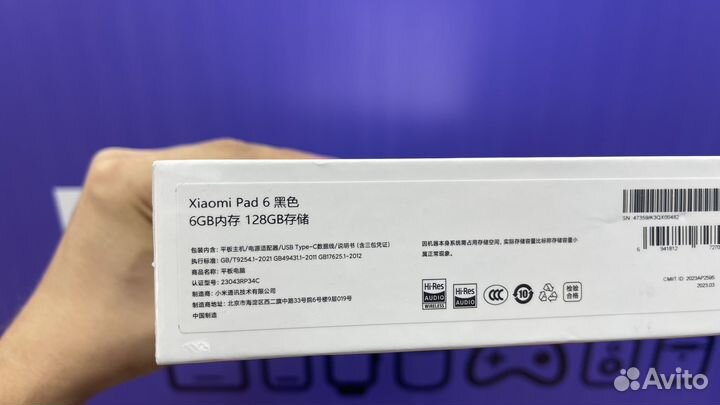 Xiaomi Pad 6 黑色
6GB内存 128GB存储
包装内含: 平板主机/电源适配器/USB Type-C数据线/说明书 (含三包凭证)
执行标准: GB/T9254.1-2021 GB4943.1-2011 GB17625.1-2012
商品名称: 平板电脑
认证型号: 23043RP34C
制造商: 小米通讯技术有限公司
制造商地址: 北京市海淀区西二旗中路33号院6号楼9层019号
中国制造
因机器本身系统需占用存储空间, 实际存储容量比标称存储容量小
属正常现象。
Hi-Res
AUDIO
WIRELESS
Hi-Res
AUDIO
CCC
10
检验
合格
SN: 47359/K3QX00482
6 941812 7270
CMIIT ID: 2023AP2595
2023.03
Avito